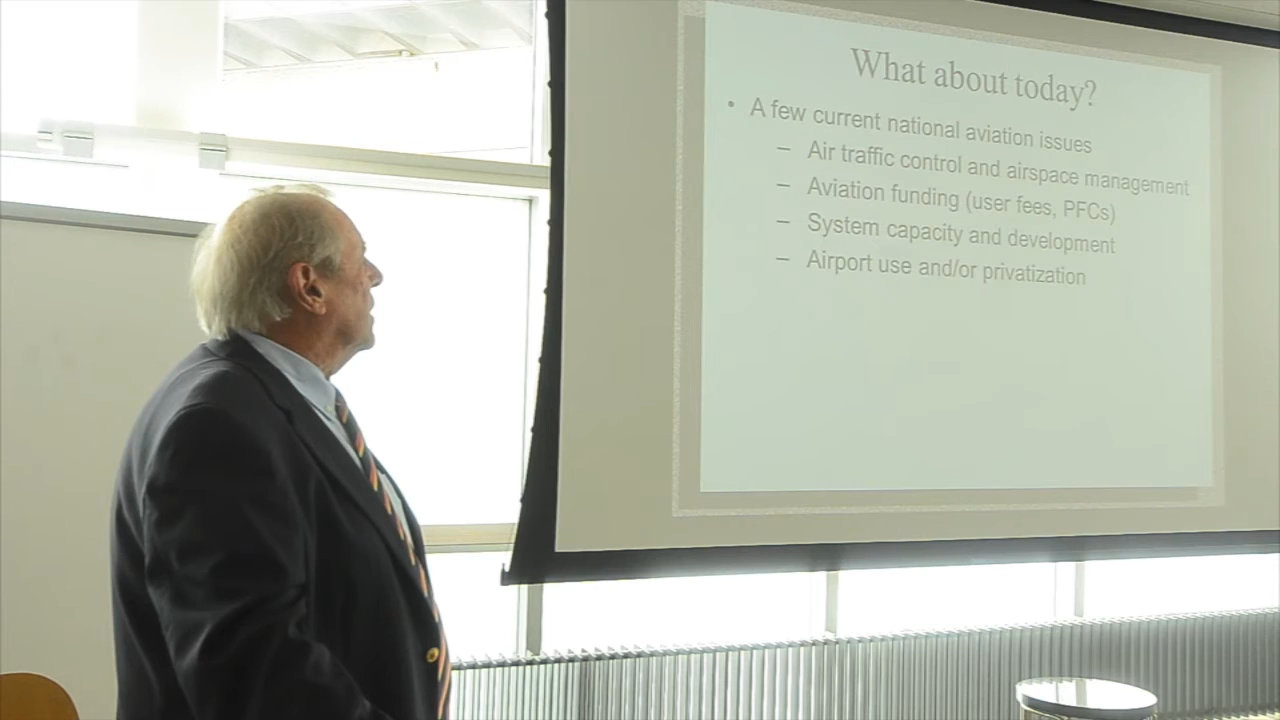 What about today?
• A few current national aviation issues
– Air traffic control and airspace management
– Aviation funding (user fees, PFCs)
– System capacity and development
– Airport use and/or privatization